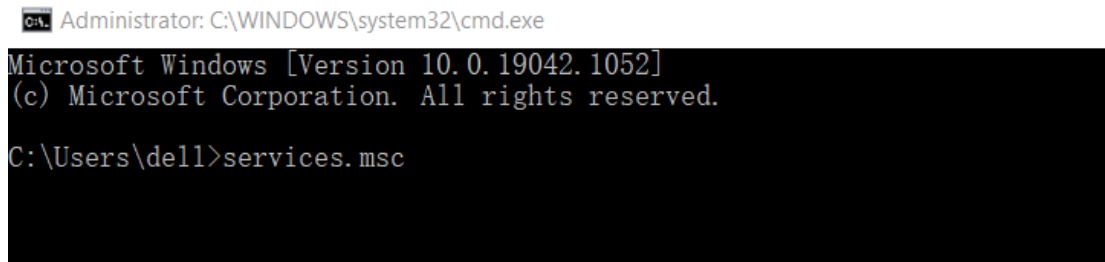 Administrator: C:\WINDOWS\system32\cmd.exe
Microsoft Windows [Version 10.0.19042.1052]
(c) Microsoft Corporation. All rights reserved.
C:\Users\dell>services.msc